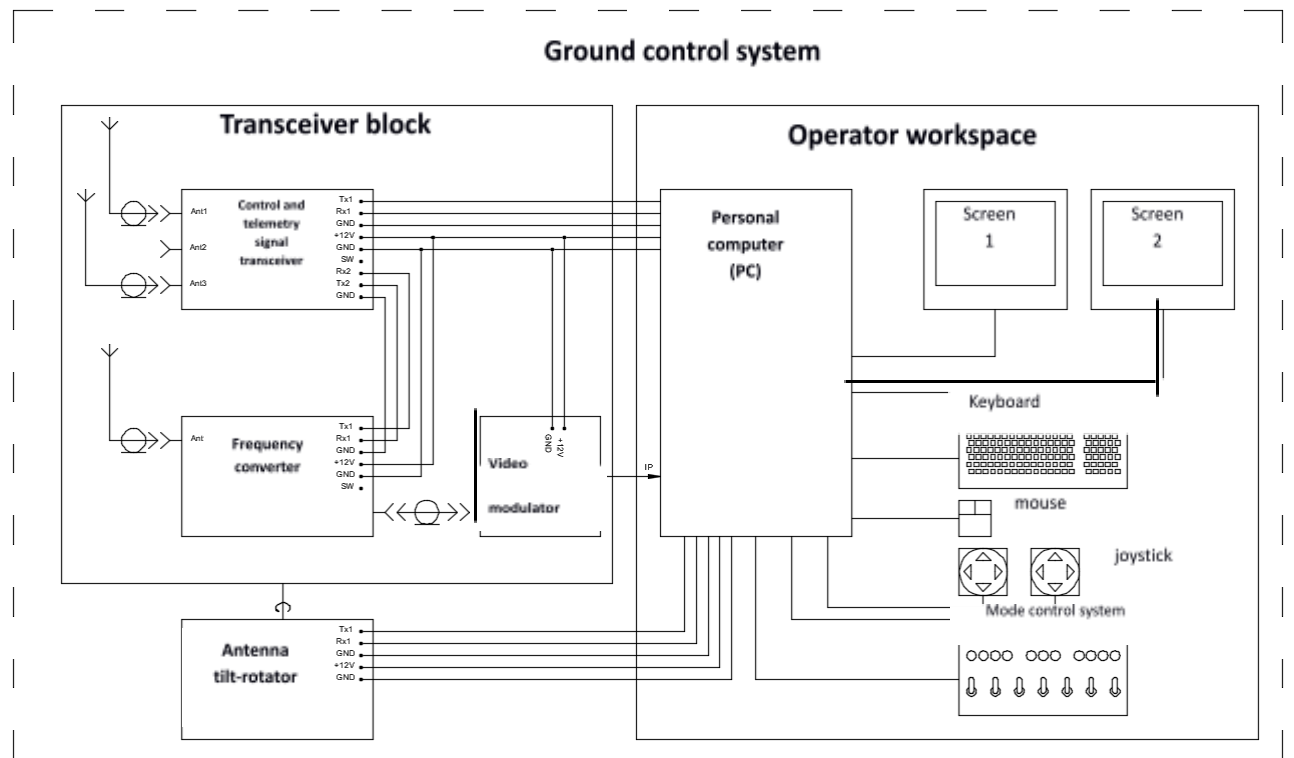 Ground control system
Transceiver block
Operator workspace
Control and
telemetry
signal
transceiver
Ant1
Ant2
Ant3
Tx1
Rx1
GND
+12V
GND
SW
Rx2
Tx2
GND
Personal
computer
(PC)
Screen
1
Screen
2
Keyboard
Frequency
converter
Ant
Tx1
Rx1
GND
+12V
GND
SW
GND
+12V
Video
modulator
IP
mouse
joystick
Mode control system
Antenna
tilt-rotator
Tx1
Rx1
GND
+12V
GND